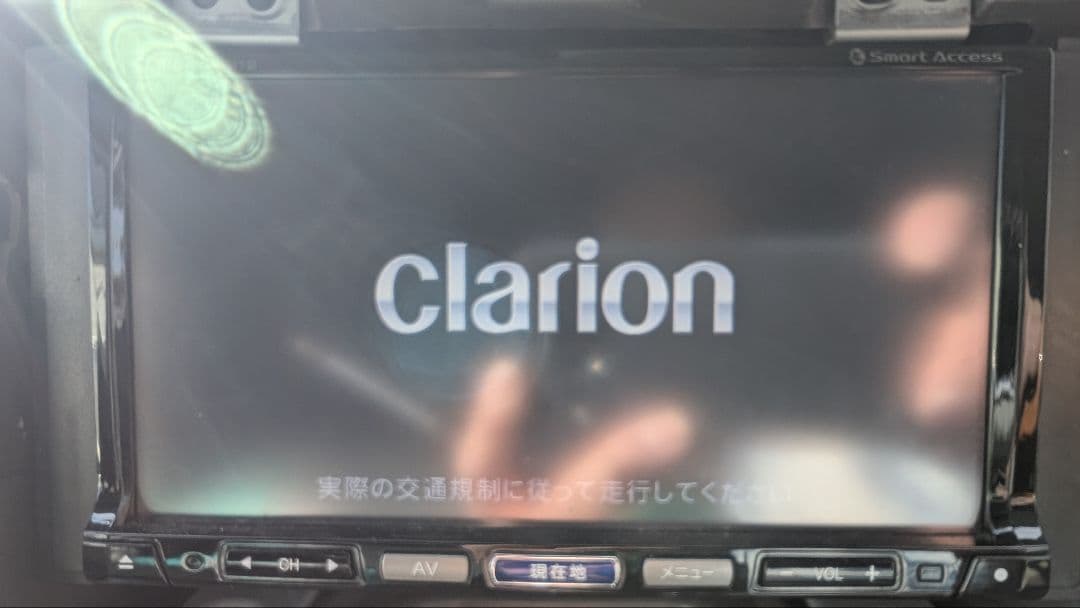 Smart Access
clarion
実際の交通規制に従って走行してください
CH
AV
現在地
メニュー
VOL